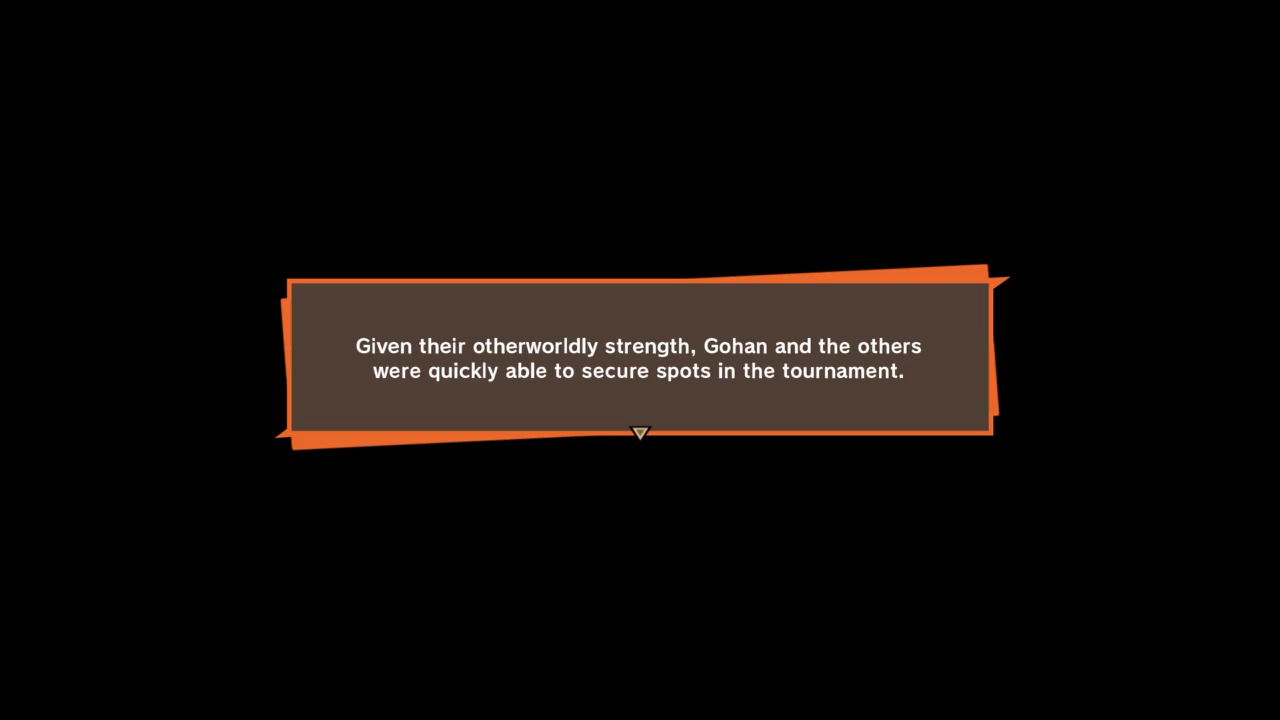 Given their otherworldly strength, Gohan and the others
were quickly able to secure spots in the tournament.